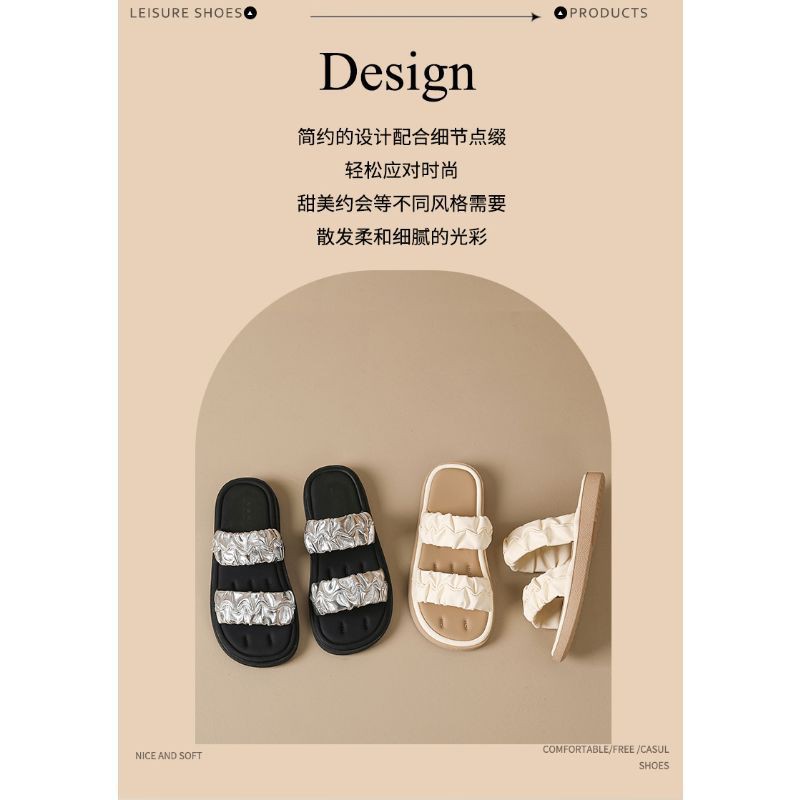 LEISURE SHOES
PRODUCTS
Design
简约的设计配合细节点缀
轻松应对时尚
甜美约会等不同风格需要
散发柔和细腻的光彩
NICE AND SOFT
COMFORTABLE/FREE /CASUL
SHOES